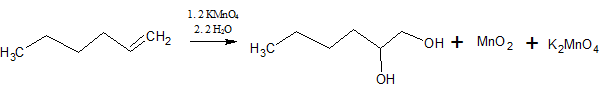 1. 2 KMnO₄
2. 2 H₂O
H₃C
CH₂
H₃C
OH
OH
+ MnO₂ + K₂MnO₄